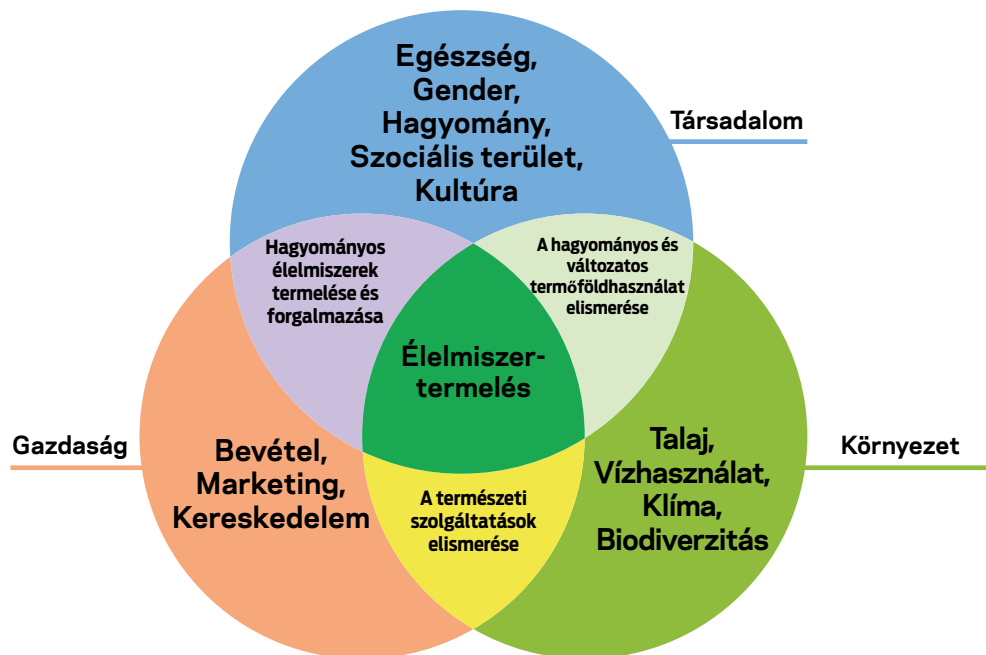 Egészség,
Gender,
Hagyomány,
Szociális terület,
Kultúra
Társadalom
Hagyományos
élelmiszerek
termelése és
forgalmazása
A hagyományos és
változatos
termőföldhasználat
elismerése
Élelmiszer-
termelés
Gazdaság
Bevétel,
Marketing,
Kereskedelem
A természeti
szolgáltatások
elismerése
Talaj,
Vízhasználat,
Klíma,
Biodiverzitás
Környezet